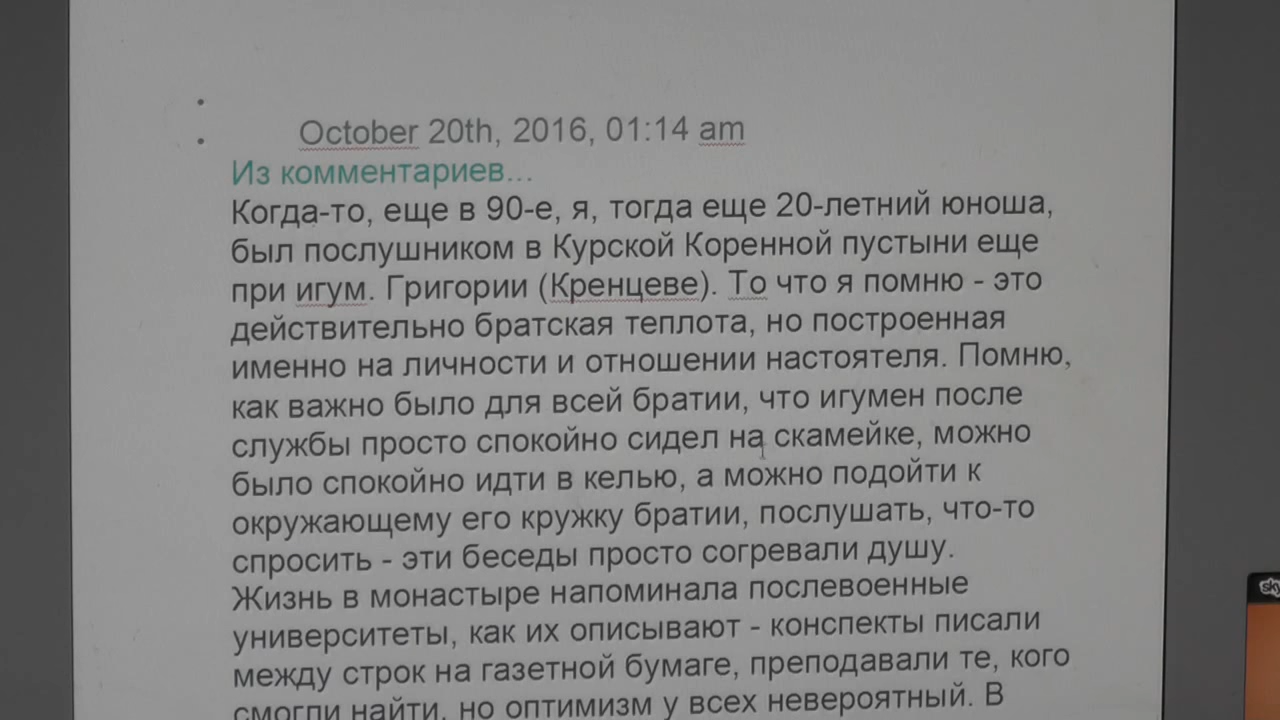 October 20th, 2016, 01:14 am
Из комментариев...
Когда-то, еще в 90-е, я, тогда еще 20-летний юноша,
был послушником в Курской Коренной пустыни еще
при игум. Григории (Кренцеве). То что я помню - это
действительно братская теплота, но построенная
именно на личности и отношении настоятеля. Помню,
как важно было для всей братии, что игумен после
службы просто спокойно сидел на скамейке, можно
было спокойно идти в келью, а можно подойти к
окружающему его кружку братии, послушать, что-то
спросить - эти беседы просто согревали душу.
Жизнь в монастыре напоминала послевоенные
университеты, как их описывают - конспекты писали
между строк на газетной бумаге, преподавали те, кого
смогли найти, но оптимизм у всех невероятный. В